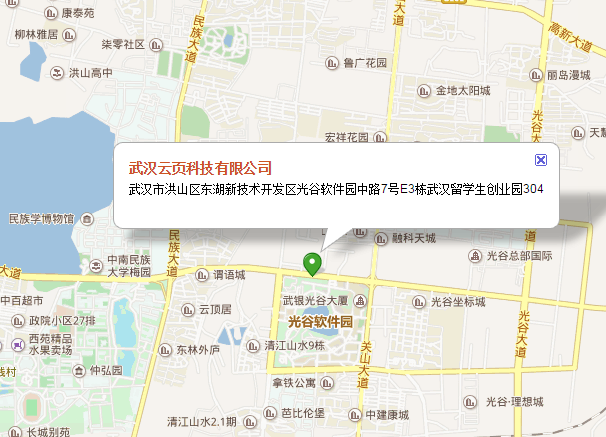 康泰苑
柳林雅居
柒零社区
民族大道
洪山高中
鲁广花园
大道
高新大道
丽岛漫城
金地太阳城
光谷大道
宏祥花园
武汉云页科技有限公司
武汉市洪山区东湖新技术开发区光谷软件园中路7号E3栋武汉留学生创业园304
民族学博物馆
民族大道
融科天城
光谷大道
光谷总部国际
中南民族
大学梅园
大道
谓语城
中百超市
云顶居
武银光谷大厦
光谷坐标城
政院小区27排
光谷软件园
西苑精品
水果卖场
东林外庐
清江山水9栋
关山大道
仲弘园
拿铁公寓
光谷·理想城
芭比伦堡
中建康城
清江山水2.1期
长城别苑